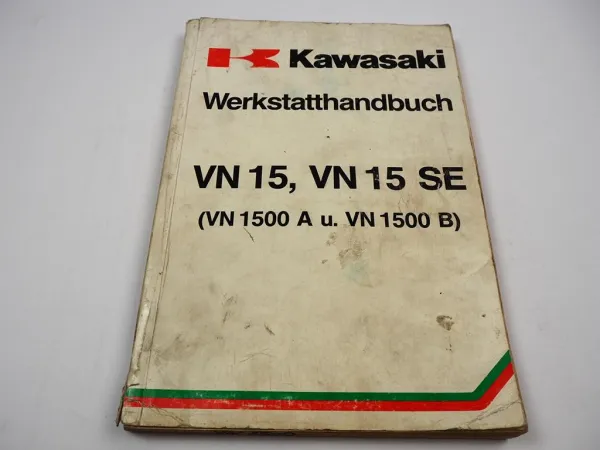 Kawasaki
Werkstatthandbuch
VN 15, VN 15 SE
(VN 1500 A u. VN 1500 B)